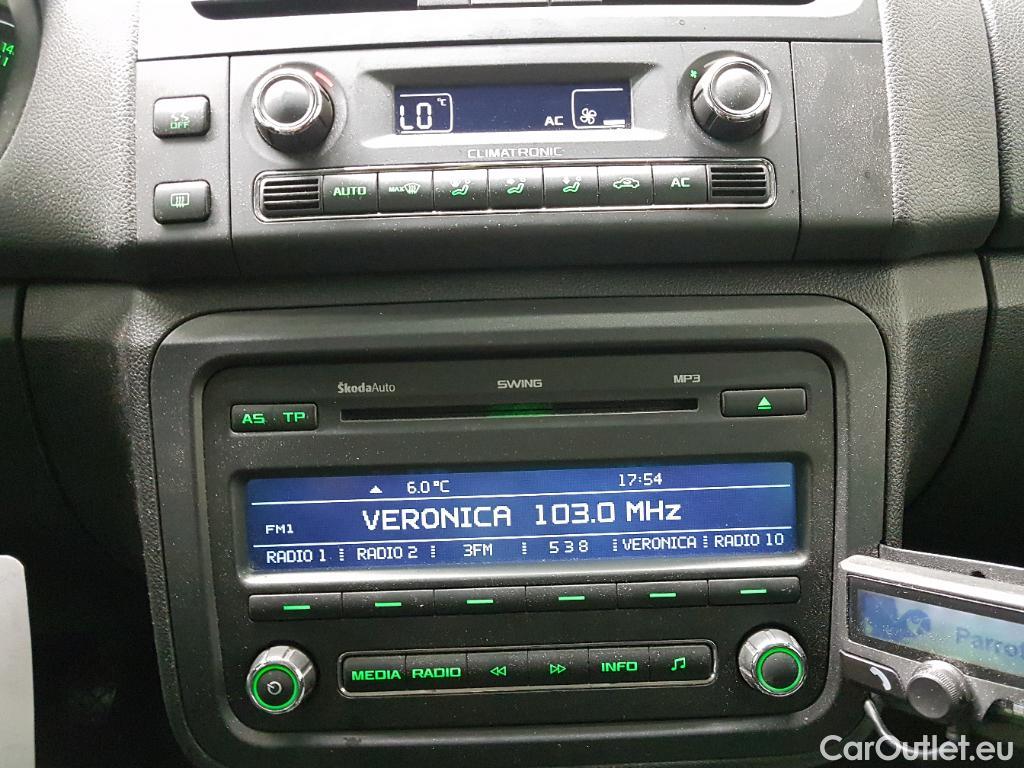 14
OFF
LO °C
AC
CLIMATRONIC
AUTO MAX AC
ŠkodaAuto SWING MP3
AS TP
6.0°C 17:54
FM1 VERONICA 103.0 MHz
RADIO 1 RADIO 2 3FM 538 VERONICA RADIO 10
MEDIA RADIO INFO
CarOutlet.eu